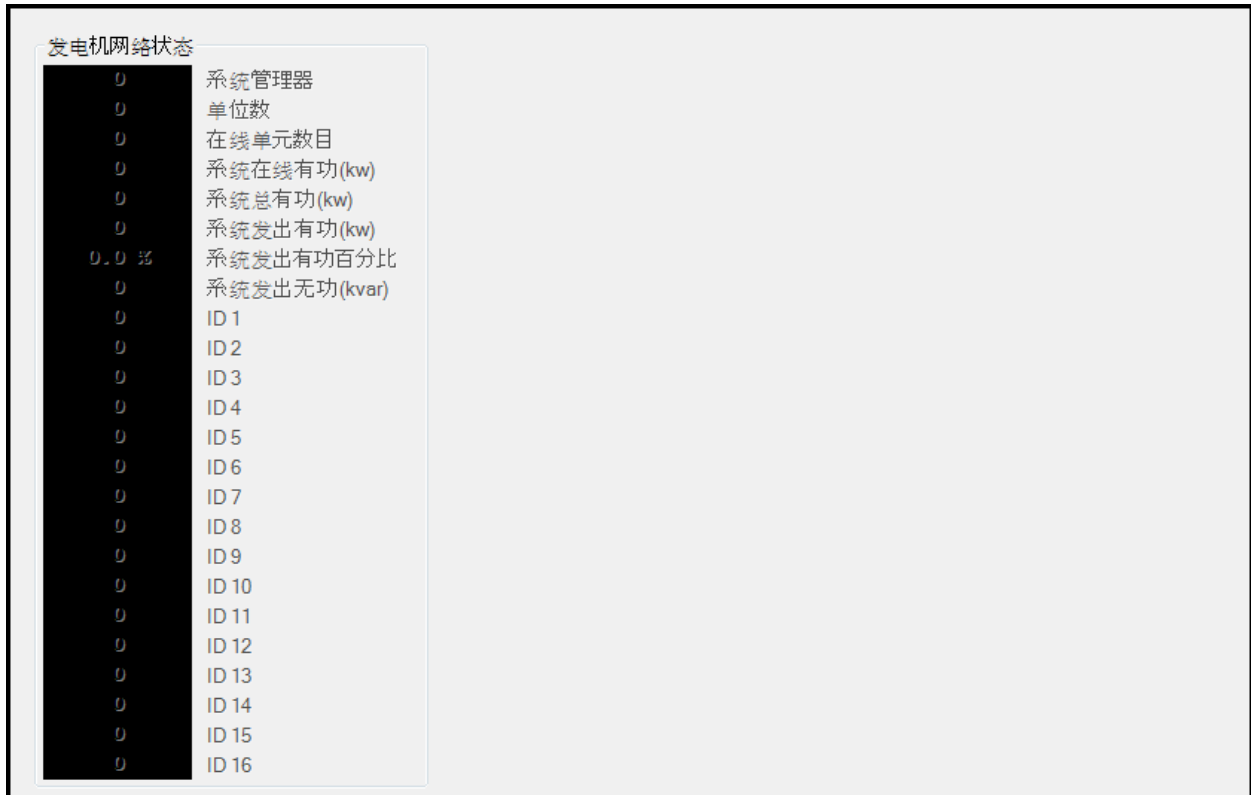 发电机网络状态
0 系统管理器
0 单位数
0 在线单元数目
0 系统在线有功(kw)
0 系统总有功(kw)
0 系统发出有功(kw)
0.0 % 系统发出有功百分比
0 系统发出无功(kvar)
0 ID 1
0 ID 2
0 ID 3
0 ID 4
0 ID 5
0 ID 6
0 ID 7
0 ID 8
0 ID 9
0 ID 10
0 ID 11
0 ID 12
0 ID 13
0 ID 14
0 ID 15
0 ID 16